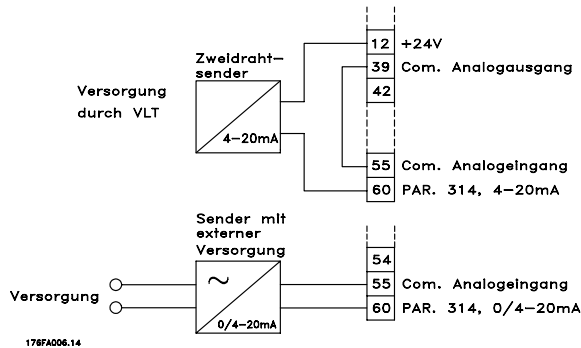 Zweidraht-
sender
Versorgung
durch VLT
4-20mA
12 +24V
39 Com. Analogausgang
42
55 Com. Analogeingang
60 PAR. 314, 4-20mA
Sender mit
externer
Versorgung
Versorgung
~
0/4-20mA
54
55 Com. Analogeingang
60 PAR. 314, 0/4-20mA
176FA006.14